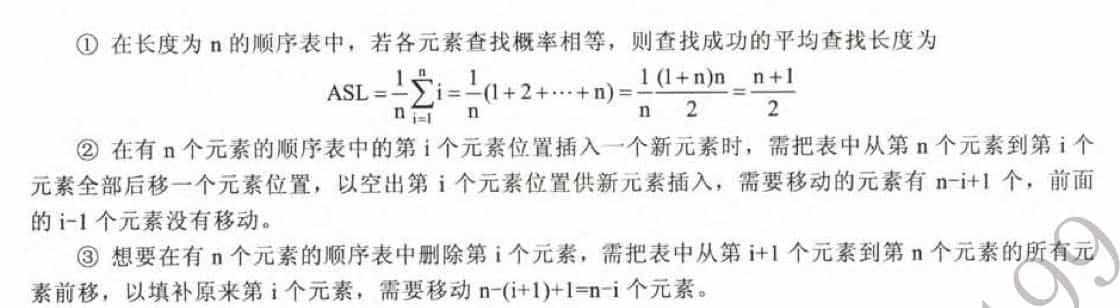 ① 在长度为 n 的顺序表中，若各元素查找概率相等，则查找成功的平均查找长度为
ASL = \frac{1}{n}\sum_{i=1}^{n} i = \frac{1}{n}(1+2+⋯+n) = \frac{1}{n}\frac{(1+n)n}{2} = \frac{n+1}{2}
② 在有 n 个元素的顺序表中的第 i 个元素位置插入一个新元素时，需把表中从第 n 个元素到第 i 个
元素全部后移一个元素位置，以空出第 i 个元素位置供新元素插入，需要移动的元素有 n-i+1 个，前面
的 i-1 个元素没有移动。
③ 想要在有 n 个元素的顺序表中删除第 i 个元素，需把表中从第 i+1 个元素到第 n 个元素的所有元
素前移，以填补原来第 i 个元素，需要移动 n-(i+1)+1=n-i 个元素。
199